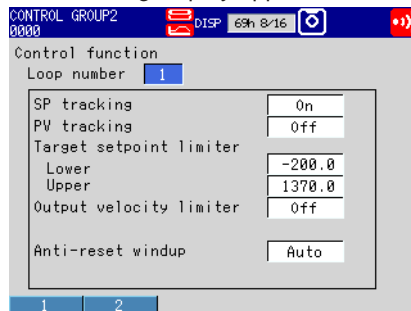 CONTROL GROUP2
0000
DISP 69h 8/16
Control function
Loop number 1
SP tracking On
PV tracking Off
Target setpoint limiter
Lower -200.0
Upper 1370.0
Output velocity limiter Off
Anti-reset windup Auto
1 2